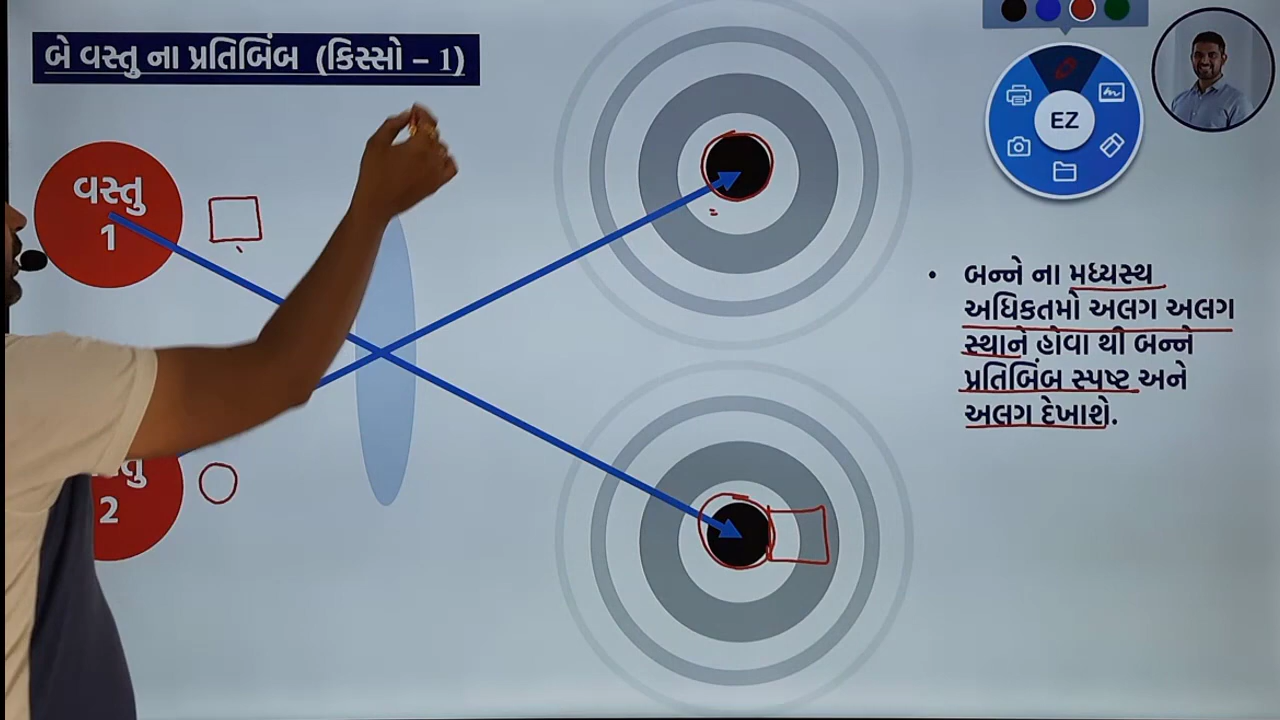 બે વસ્તુ ના પ્રતિબિંબ (કિસ્સો – 1)
વસ્તુ
1
EZ
• બન્ને ના મધ્યસ્થ
અધિકતમો અલગ અલગ
સ્થાને હોવા થી બન્ને
પ્રતિબિંબ સ્પષ્ટ અને
અલગ દેખાશે.
2